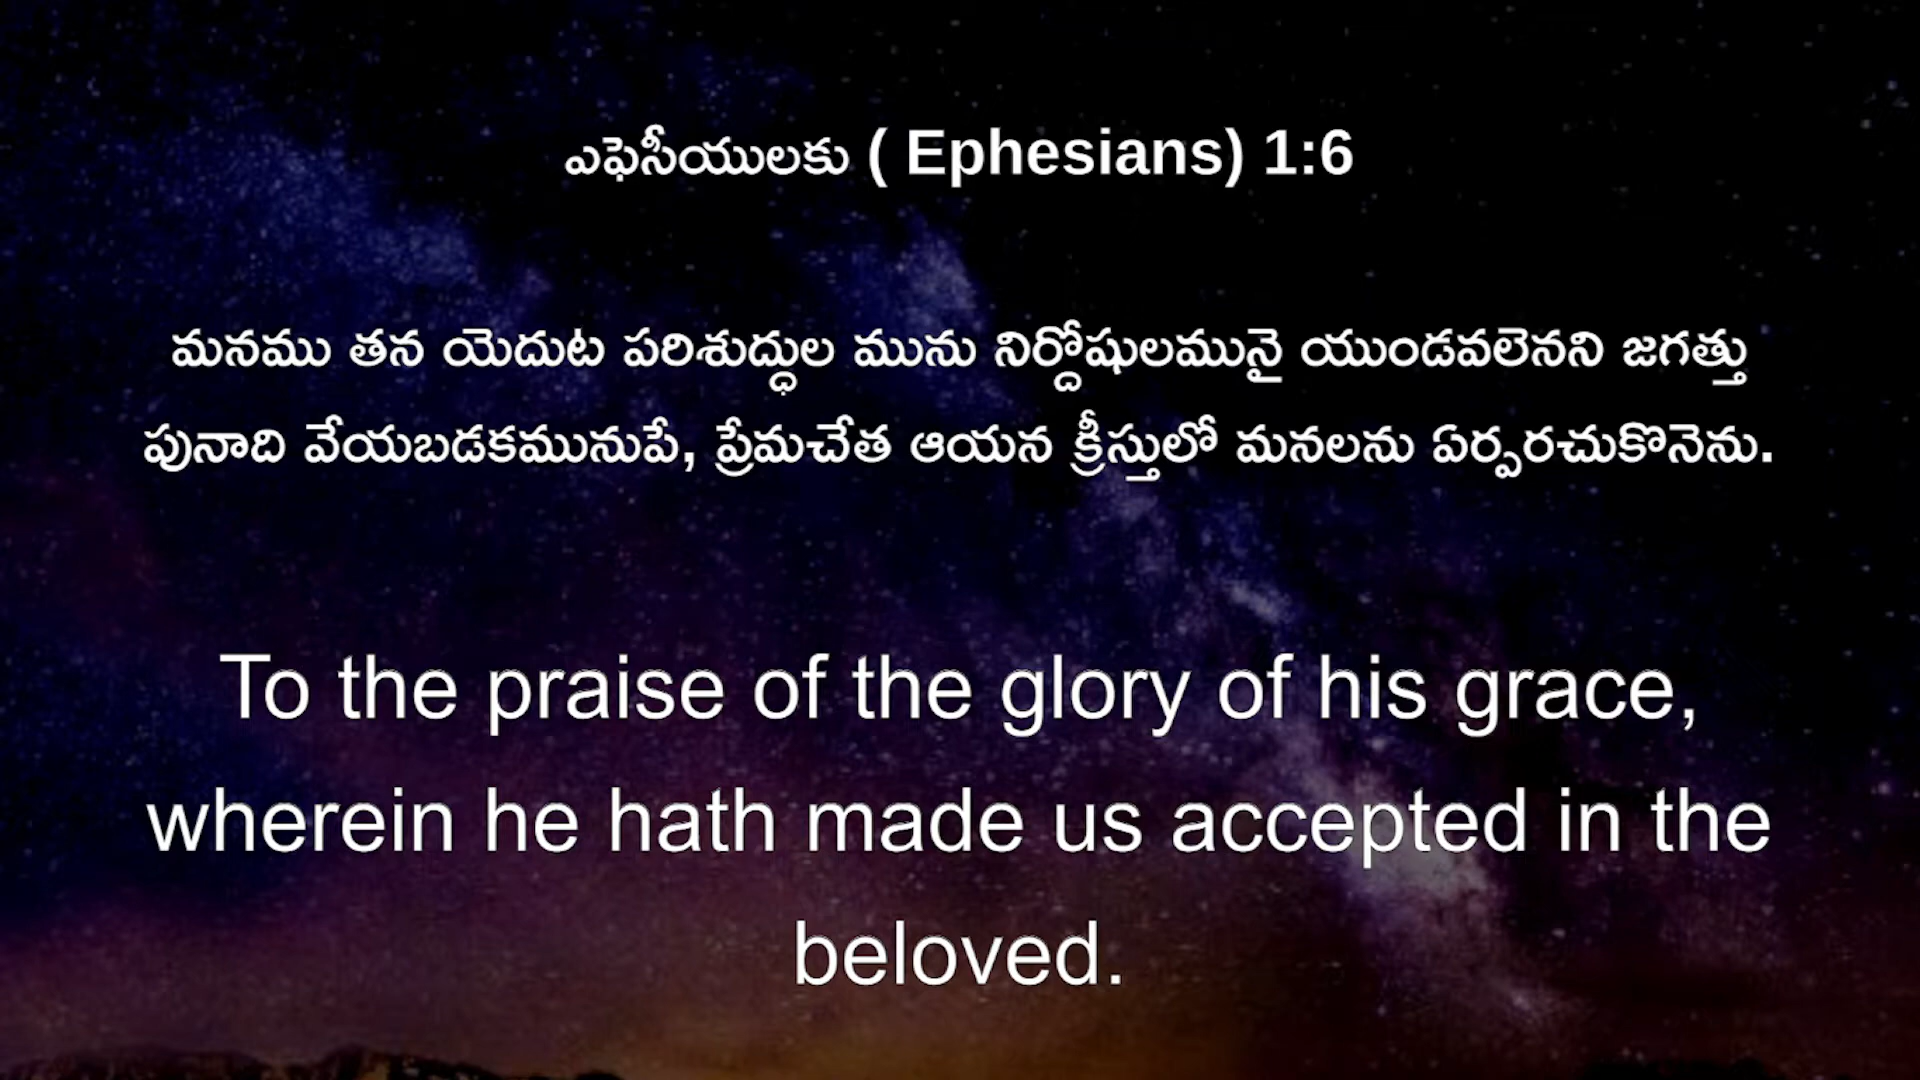 ఎఫెసీయులకు ( Ephesians) 1:6
మనము తన యెదుట పరిశుద్ధుల మును నిర్దోషులమునై యుండవలెనని జగత్తు
పునాది వేయబడకమునుపే, ప్రేమచేత ఆయన క్రీస్తులో మనలను ఏర్పరచుకొనెను.
To the praise of the glory of his grace,
wherein he hath made us accepted in the
beloved.